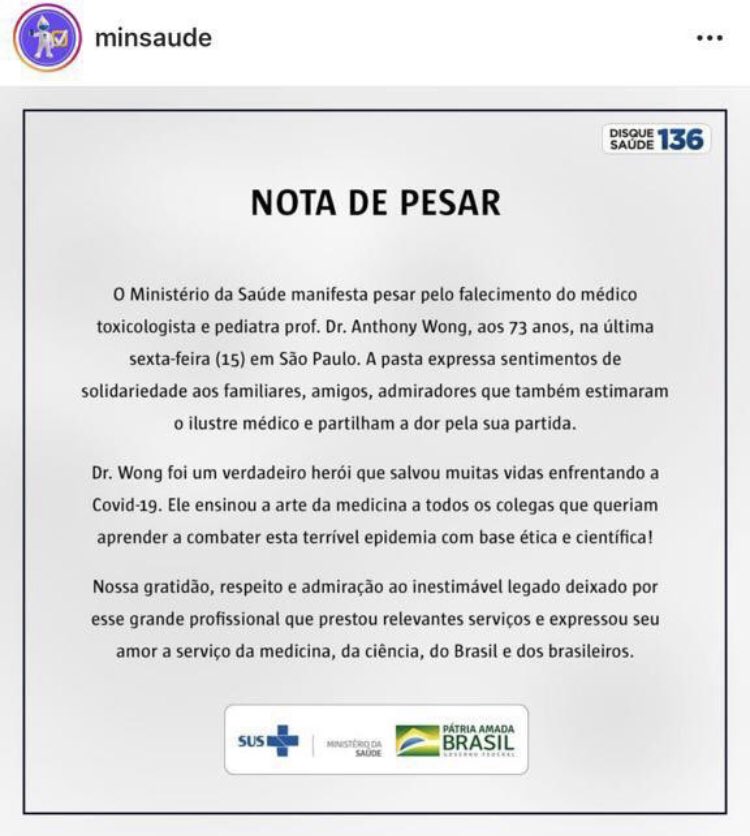 minsaude
DISQUE
SAÚDE 136
NOTA DE PESAR
O Ministério da Saúde manifesta pesar pelo falecimento do médico
toxicologista e pediatra prof. Dr. Anthony Wong, aos 73 anos, na última
sexta-feira (15) em São Paulo. A pasta expressa sentimentos de
solidariedade aos familiares, amigos, admiradores que também estimaram
o ilustre médico e partilham a dor pela sua partida.
Dr. Wong foi um verdadeiro herói que salvou muitas vidas enfrentando a
Covid-19. Ele ensinou a arte da medicina a todos os colegas que queriam
aprender a combater esta terrível epidemia com base ética e científica!
Nossa gratidão, respeito e admiração ao inestimável legado deixado por
esse grande profissional que prestou relevantes serviços e expressou seu
amor a serviço da medicina, da ciência, do Brasil e dos brasileiros.
SUS
MINISTÉRIO DA
SAÚDE
PÁTRIA AMADA
BRASIL
GOVERNO FEDERAL